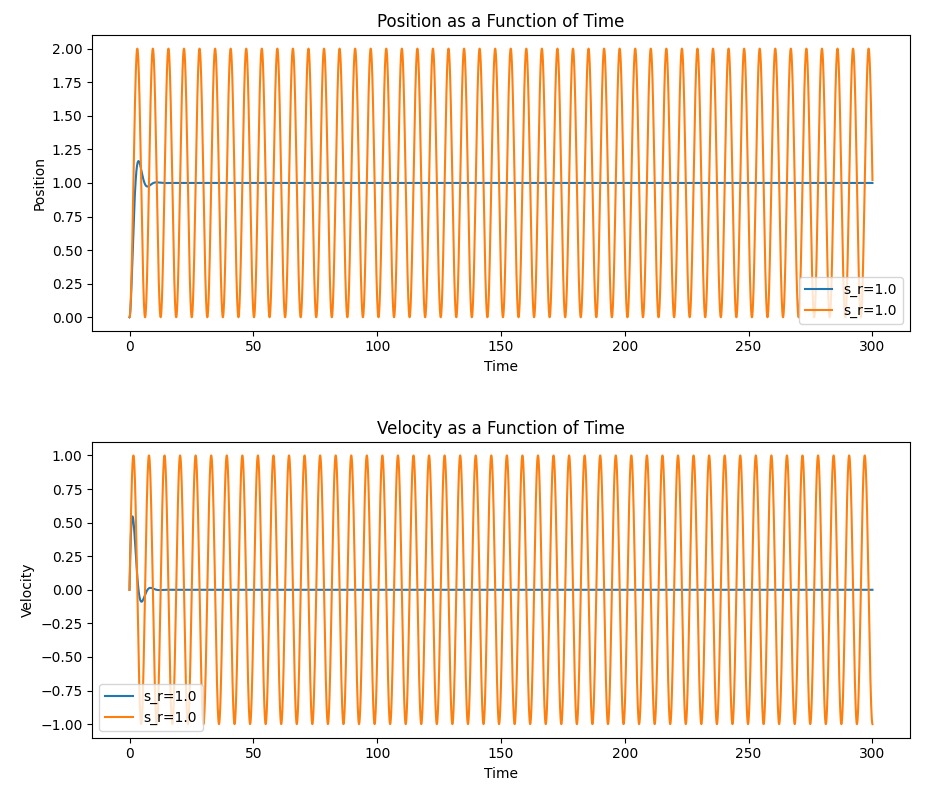 Position as a Function of Time
2.00
1.75
1.50
1.25
1.00
0.75
0.50
0.25
0.00
Position
s_r=1.0
s_r=1.0
0 50 100 150 200 250 300
Time
Velocity as a Function of Time
1.00
0.75
0.50
0.25
0.00
−0.25
−0.50
−0.75
−1.00
Velocity
s_r=1.0
s_r=1.0
0 50 100 150 200 250 300
Time